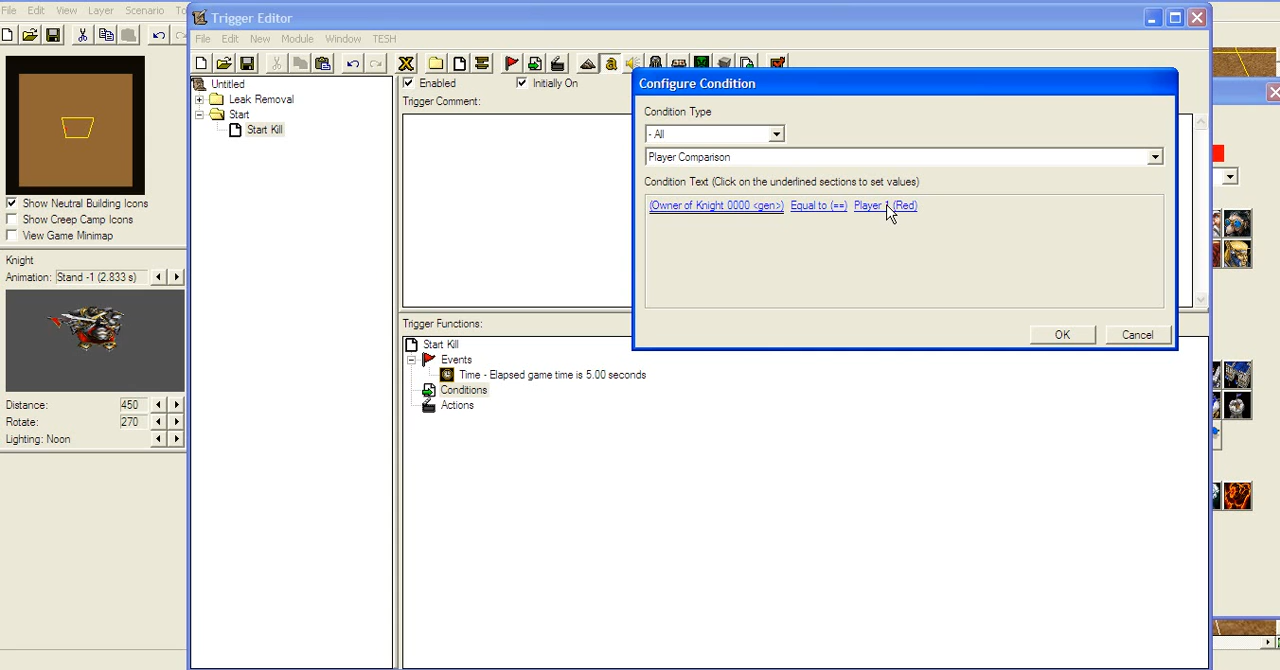 File Edit View Layer Scenario
Trigger Editor
File Edit New Module Window TESH
Untitled
Leak Removal
Start
Start Kill
Enabled
Initially On
Trigger Comment:
Configure Condition
Condition Type
- All
Player Comparison
Condition Text (Click on the underlined sections to set values)
(Owner of Knight 0000 <gen>) Equal to (==) Player 1 (Red)
OK
Cancel
Show Neutral Building Icons
Show Creep Camp Icons
View Game Minimap
Knight
Animation: Stand -1 (2.833 s)
Distance: 450
Rotate: 270
Lighting: Noon
Trigger Functions:
Start Kill
Events
Time - Elapsed game time is 5.00 seconds
Conditions
Actions